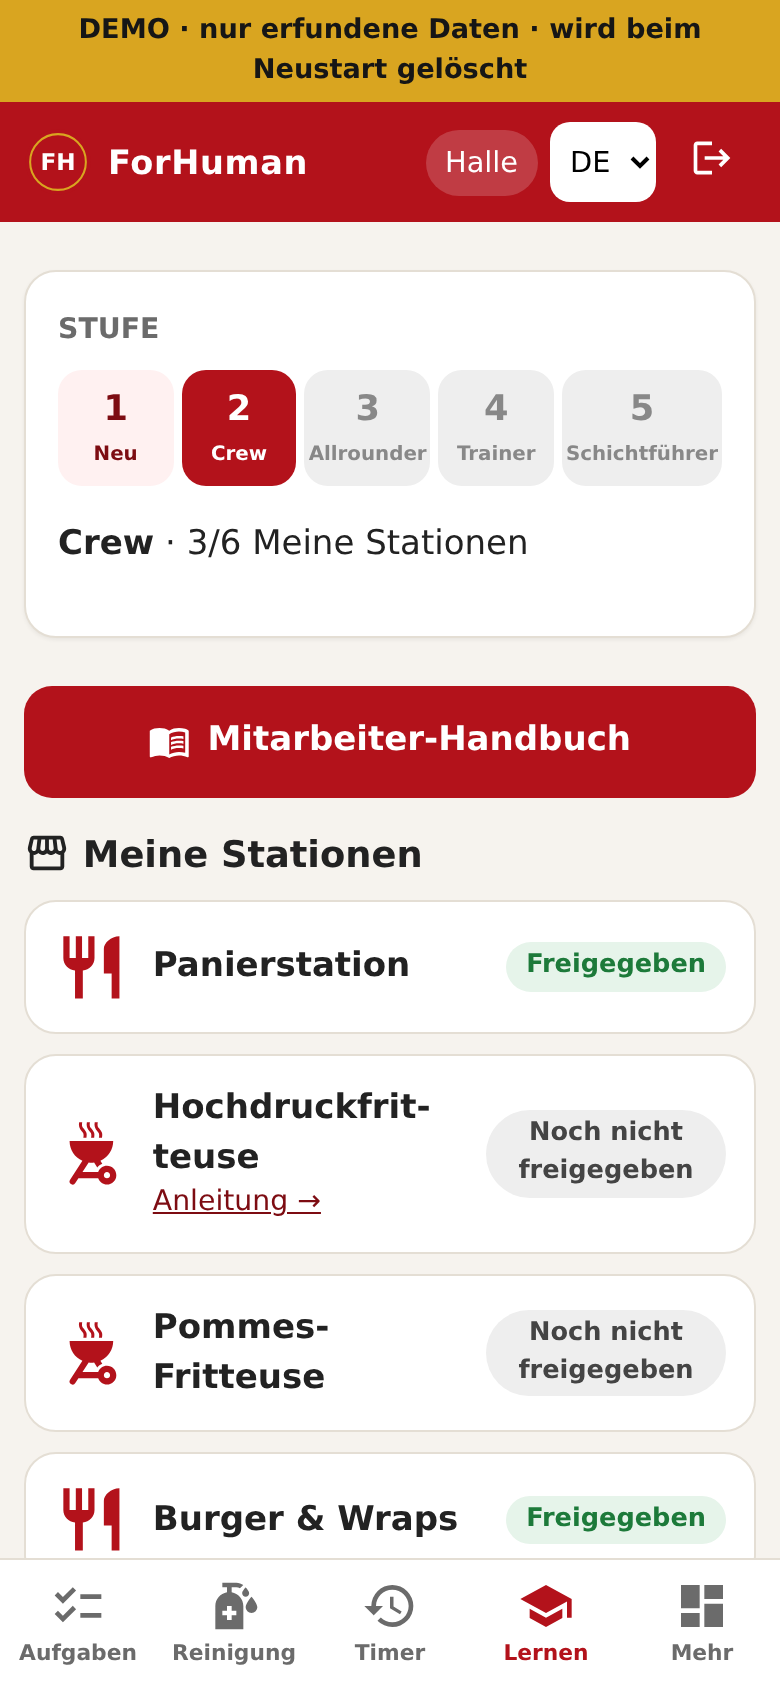 DEMO · nur erfundene Daten · wird beim
Neustart gelöscht
FH ForHuman Halle DE
STUFE
1 2 3 4 5
Neu Crew Allrounder Trainer Schichtführer
Crew · 3/6 Meine Stationen
Mitarbeiter-Handbuch
Meine Stationen
Panierstation Freigegeben
Hochdruckfrit-
teuse
Anleitung →
Noch nicht
freigegeben
Pommes-
Fritteuse
Noch nicht
freigegeben
Burger & Wraps Freigegeben
Aufgaben Reinigung Timer Lernen Mehr